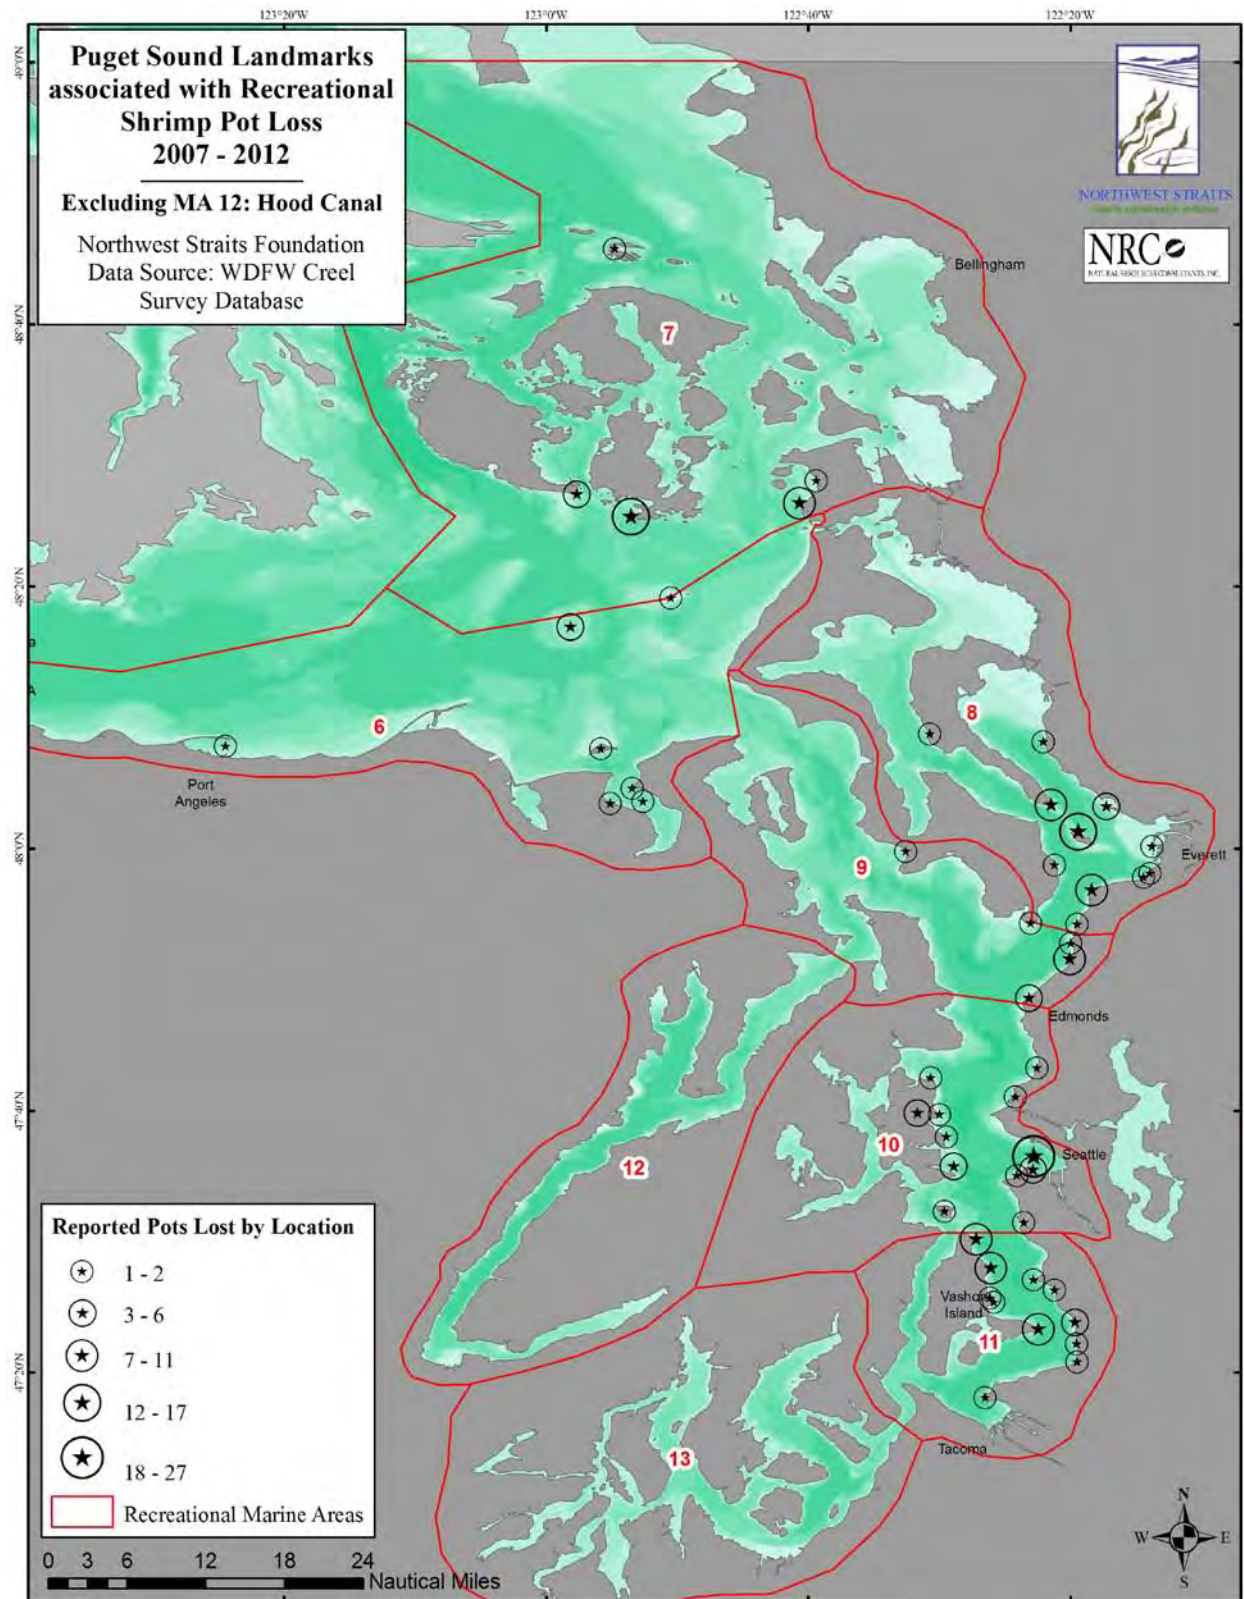 123°20'W
123°0'W
122°40'W
122°20'W
Puget Sound Landmarks
associated with Recreational
Shrimp Pot Loss
2007 - 2012
Excluding MA 12: Hood Canal
Northwest Straits Foundation
Data Source: WDFW Creel
Survey Database
NORTHWEST STRAITS
NRC
NATURAL RESOURCES CONSULTANTS, INC.
49°0'N
48°40'N
48°20'N
48°0'N
47°40'N
47°20'N
Bellingham
7
B
A
6
8
Port
Angeles
Everett
9
Edmonds
10
Seattle
12
Vashon
Island
11
Tacoma
13
Reported Pots Lost by Location
1 - 2
3 - 6
7 - 11
12 - 17
18 - 27
Recreational Marine Areas
0 3 6 12 18 24
Nautical Miles
N
W E
S